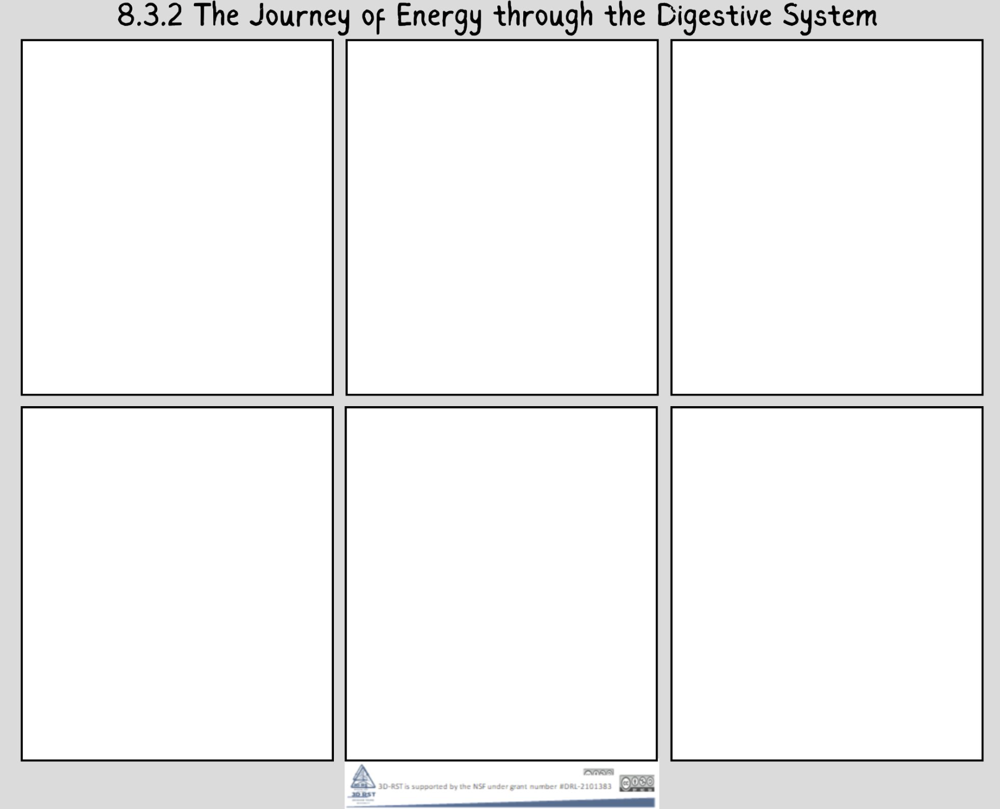 8.3.2 The Journey of Energy through the Digestive System
3D-RST is supported by the NSF under grant number #DRL-2101383
3D RST